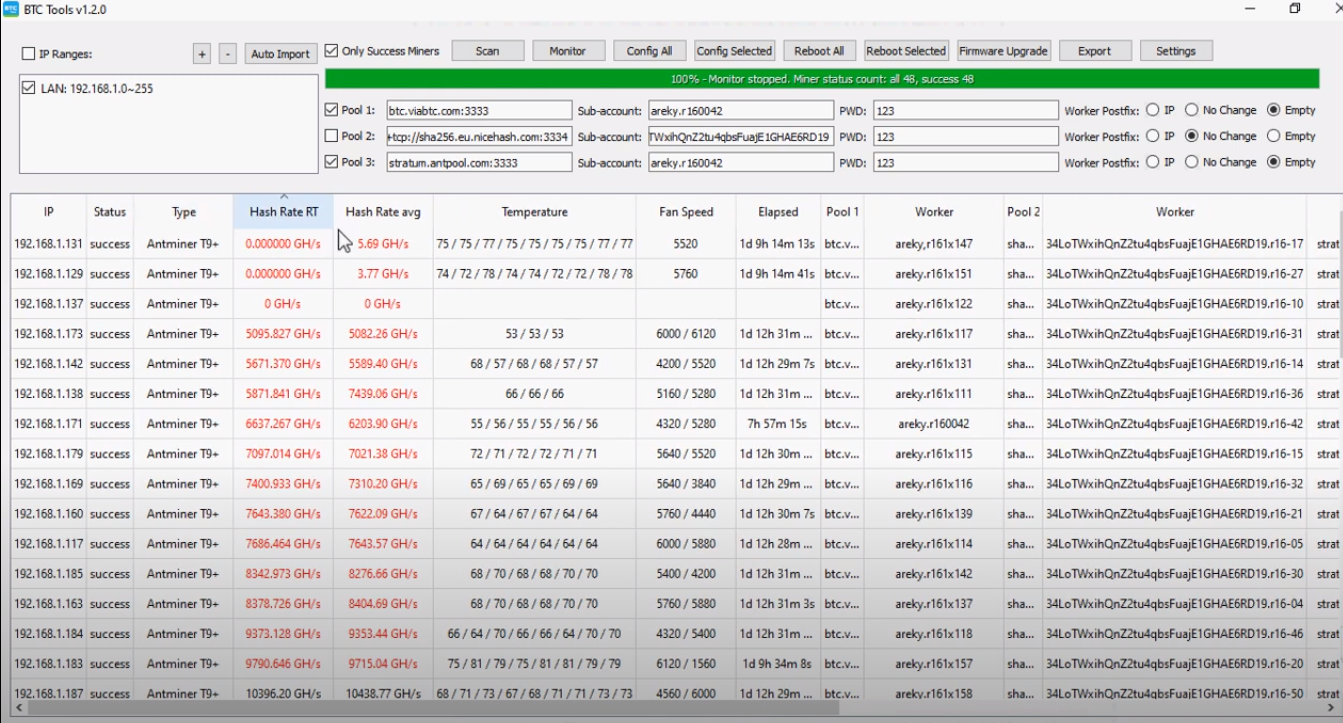 BTC Tools v1.2.0
IP Ranges: + - Auto Import Only Success Miners Scan Monitor Config All Config Selected Reboot All Reboot Selected Firmware Upgrade Export Settings
LAN: 192.168.1.0~255
100% - Monitor stopped. Miner status count: all 48, success 48
Pool 1: btc.viabtc.com:3333 Sub-account: areky.r160042 PWD: 123 Worker Postfix: IP No Change Empty
Pool 2: +tcp://sha256.eu.nicehash.com:3334 Sub-account: TWxihQnZ2tu4qbsFuajE1GHAE6RD19 PWD: 123 Worker Postfix: IP No Change Empty
Pool 3: stratum.antpool.com:3333 Sub-account: areky.r160042 PWD: 123 Worker Postfix: IP No Change Empty
IP Status Type Hash Rate RT Hash Rate avg Temperature Fan Speed Elapsed Pool 1 Worker Pool 2 Worker
192.168.1.131 success Antminer T9+ 0.000000 GH/s 5.69 GH/s 75 / 75 / 77 / 75 / 75 / 75 / 75 / 77 / 77 5520 1d 9h 14m 13s btc.v... areky,r161x147 sha... 34LoTWxihQnZ2tu4qbsFuajE1GHAE6RD19.r16-17 strat
192.168.1.129 success Antminer T9+ 0.000000 GH/s 3.77 GH/s 74 / 72 / 78 / 74 / 74 / 72 / 72 / 78 / 78 5760 1d 9h 14m 41s btc.v... areky.r161x151 sha... 34LoTWxihQnZ2tu4qbsFuajE1GHAE6RD19.r16-27 strat
192.168.1.137 success Antminer T9+ 0 GH/s 0 GH/s btc.v... areky.r161x122 sha... 34LoTWxihQnZ2tu4qbsFuajE1GHAE6RD19.r16-10 strat
192.168.1.173 success Antminer T9+ 5095.827 GH/s 5082.26 GH/s 53 / 53 / 53 6000 / 6120 1d 12h 31m ... btc.v... areky.r161x117 sha... 34LoTWxihQnZ2tu4qbsFuajE1GHAE6RD19.r16-31 strat
192.168.1.142 success Antminer T9+ 5671.370 GH/s 5589.40 GH/s 68 / 57 / 68 / 68 / 57 / 57 4200 / 5520 1d 12h 29m 7s btc.v... areky.r161x131 sha... 34LoTWxihQnZ2tu4qbsFuajE1GHAE6RD19.r16-14 strat
192.168.1.138 success Antminer T9+ 5871.841 GH/s 7439.06 GH/s 66 / 66 / 66 5160 / 5280 1d 12h 31m ... btc.v... areky.r161x111 sha... 34LoTWxihQnZ2tu4qbsFuajE1GHAE6RD19.r16-36 strat
192.168.1.171 success Antminer T9+ 6637.267 GH/s 6203.90 GH/s 55 / 56 / 55 / 55 / 56 / 56 4320 / 5280 7h 57m 15s btc.v... areky.r160042 sha... 34LoTWxihQnZ2tu4qbsFuajE1GHAE6RD19.r16-42 strat
192.168.1.179 success Antminer T9+ 7097.014 GH/s 7021.38 GH/s 72 / 71 / 72 / 72 / 71 / 71 5640 / 5520 1d 12h 30m ... btc.v... areky.r161x115 sha... 34LoTWxihQnZ2tu4qbsFuajE1GHAE6RD19.r16-15 strat
192.168.1.169 success Antminer T9+ 7400.933 GH/s 7310.20 GH/s 65 / 69 / 65 / 65 / 69 / 69 5640 / 3840 1d 12h 29m ... btc.v... areky.r161x116 sha... 34LoTWxihQnZ2tu4qbsFuajE1GHAE6RD19.r16-32 strat
192.168.1.160 success Antminer T9+ 7643.380 GH/s 7622.09 GH/s 67 / 64 / 67 / 67 / 64 / 64 5760 / 4440 1d 12h 30m 7s btc.v... areky.r161x139 sha... 34LoTWxihQnZ2tu4qbsFuajE1GHAE6RD19.r16-21 strat
192.168.1.117 success Antminer T9+ 7686.464 GH/s 7643.57 GH/s 64 / 64 / 64 / 64 / 64 / 64 6000 / 5880 1d 12h 28m ... btc.v... areky.r161x114 sha... 34LoTWxihQnZ2tu4qbsFuajE1GHAE6RD19.r16-05 strat
192.168.1.185 success Antminer T9+ 8342.973 GH/s 8276.66 GH/s 68 / 70 / 68 / 68 / 70 / 70 5400 / 4200 1d 12h 31m ... btc.v... areky.r161x142 sha... 34LoTWxihQnZ2tu4qbsFuajE1GHAE6RD19.r16-30 strat
192.168.1.163 success Antminer T9+ 8378.726 GH/s 8404.69 GH/s 68 / 70 / 68 / 68 / 70 / 70 5760 / 5880 1d 12h 31m 3s btc.v... areky.r161x137 sha... 34LoTWxihQnZ2tu4qbsFuajE1GHAE6RD19.r16-04 strat
192.168.1.184 success Antminer T9+ 9373.128 GH/s 9353.44 GH/s 66 / 64 / 70 / 66 / 66 / 64 / 70 / 70 4320 / 5400 1d 12h 31m ... btc.v... areky.r161x118 sha... 34LoTWxihQnZ2tu4qbsFuajE1GHAE6RD19.r16-46 strat
192.168.1.183 success Antminer T9+ 9790.646 GH/s 9715.04 GH/s 75 / 81 / 79 / 75 / 81 / 81 / 79 / 79 6120 / 1560 1d 9h 34m 8s btc.v... areky.r161x157 sha... 34LoTWxihQnZ2tu4qbsFuajE1GHAE6RD19.r16-20 strat
192.168.1.187 success Antminer T9+ 10396.20 GH/s 10438.77 GH/s 68 / 71 / 73 / 67 / 68 / 71 / 71 / 73 / 73 4560 / 6000 1d 12h 29m ... btc.v... areky.r161x158 sha... 34LoTWxihQnZ2tu4qbsFuajE1GHAE6RD19.r16-50 strat